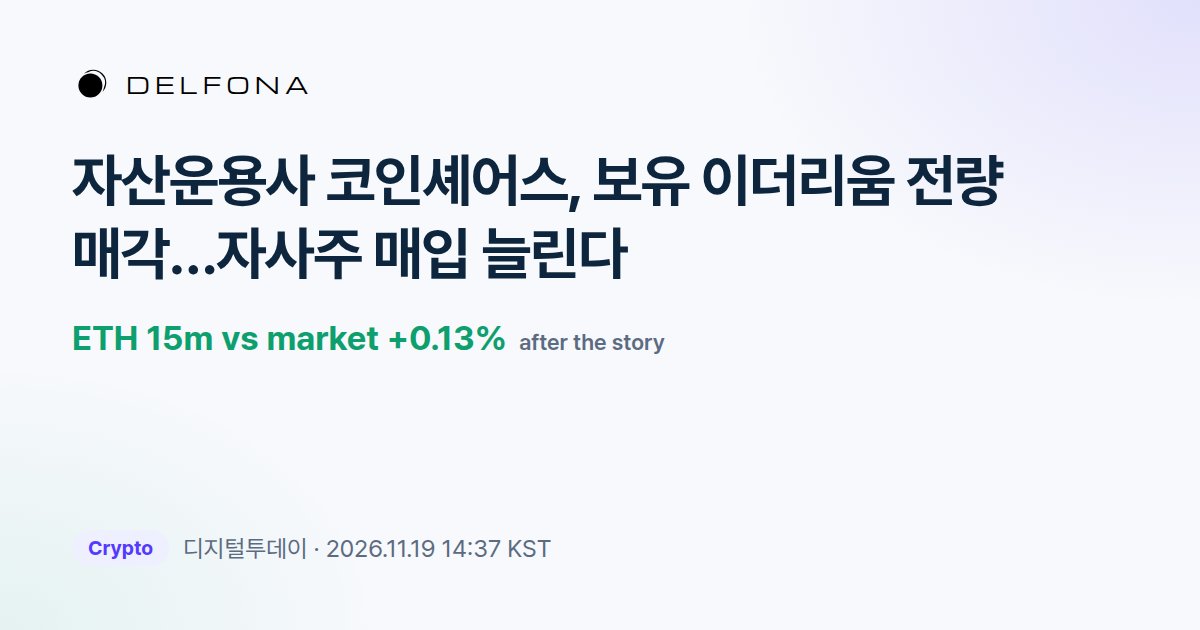 DELFONA
자산운용사 코인셰어스, 보유 이더리움 전량
매각…자사주 매입 늘린다
ETH 15m vs market +0.13% after the story
Crypto 디지털투데이 · 2026.11.19 14:37 KST